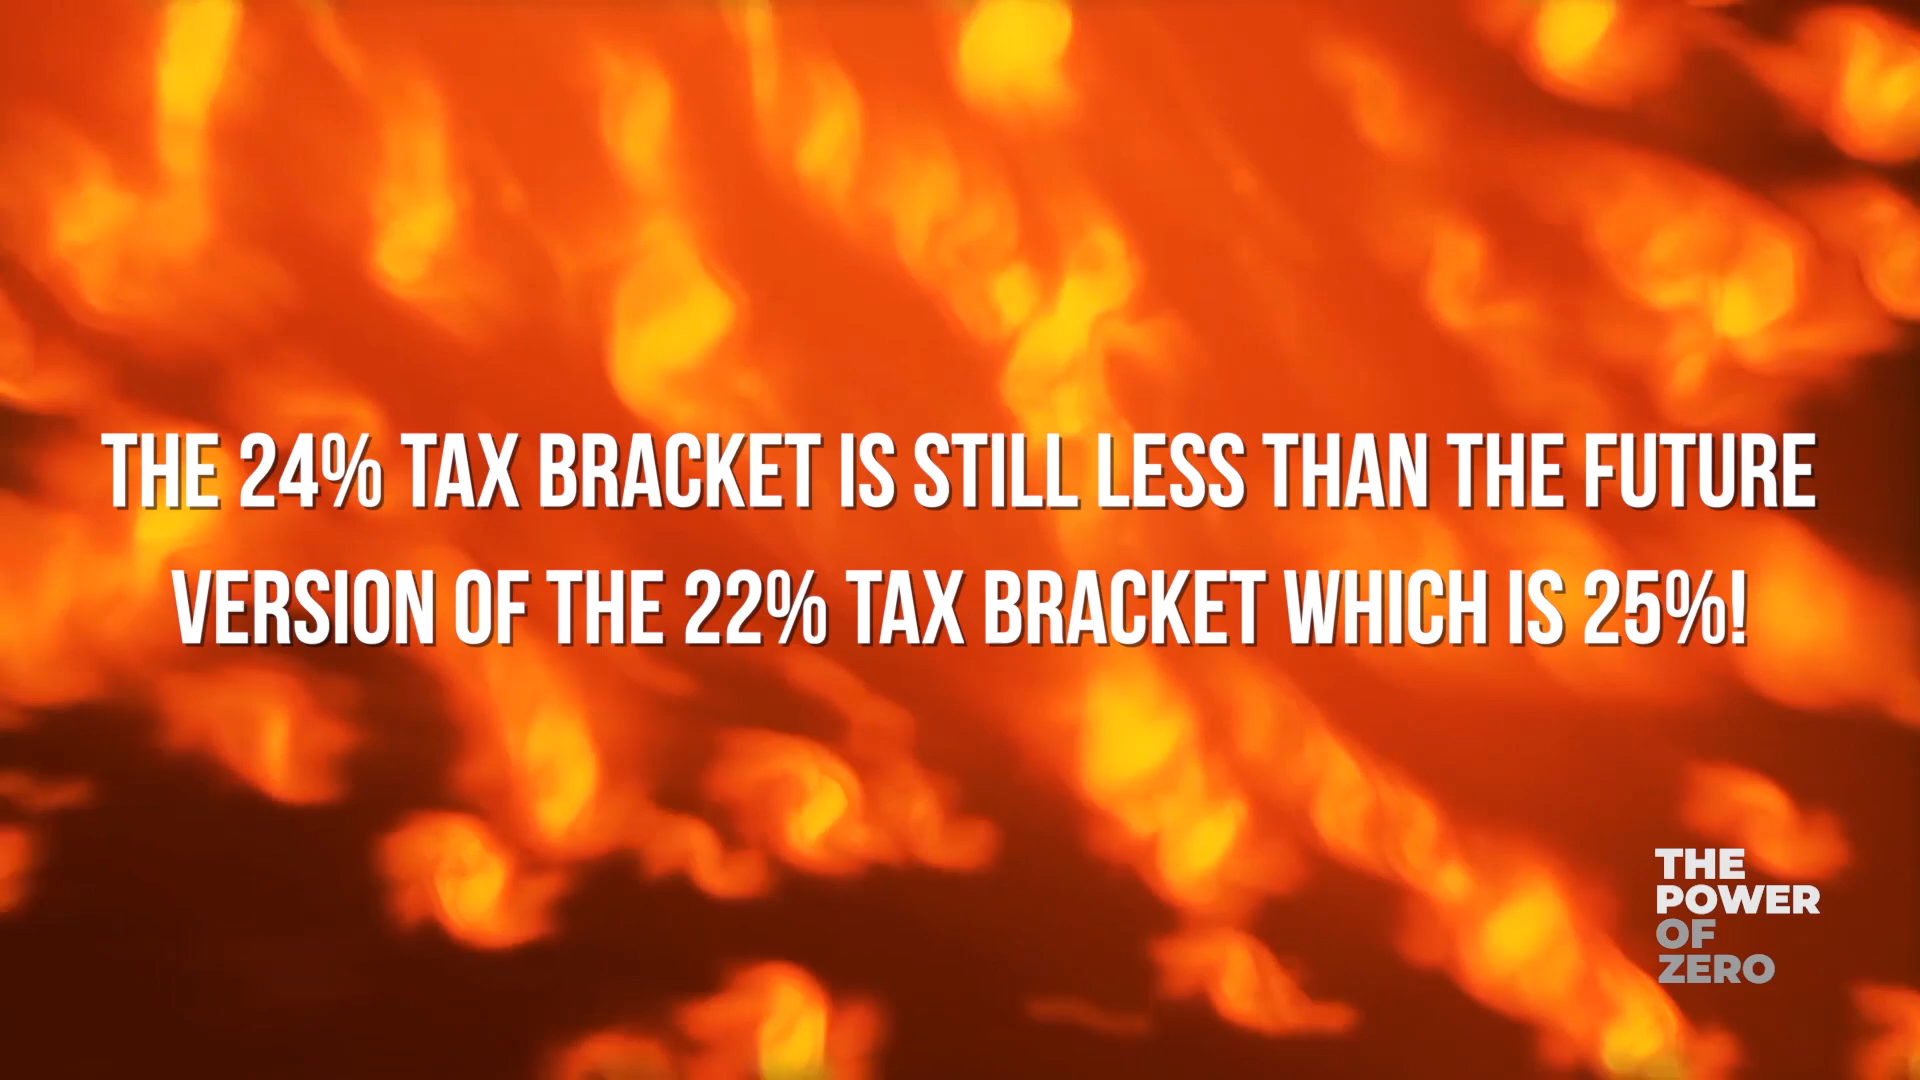 THE 24% TAX BRACKET IS STILL LESS THAN THE FUTURE
VERSION OF THE 22% TAX BRACKET WHICH IS 25%!
THE
POWER
OF
ZERO